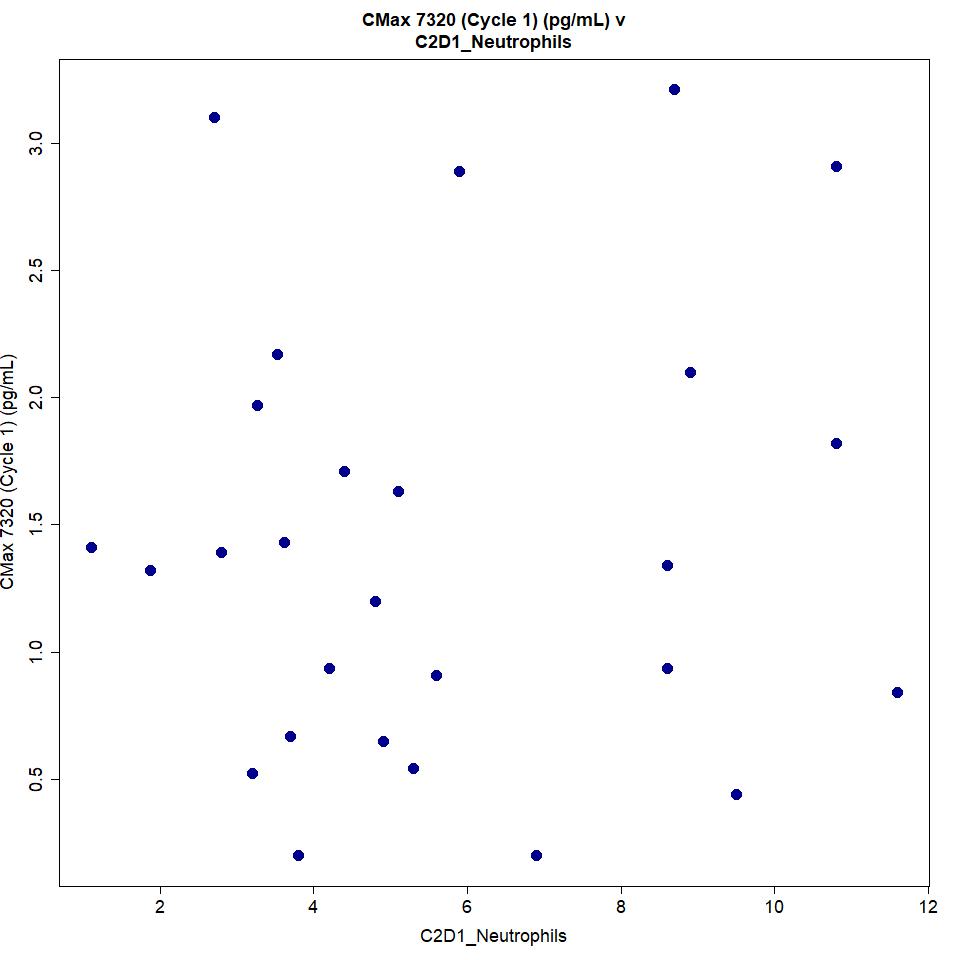 CMax 7320 (Cycle 1) (pg/mL) v
C2D1_Neutrophils
CMax 7320 (Cycle 1) (pg/mL)
3.0
2.5
2.0
1.5
1.0
0.5
2 4 6 8 10 12
C2D1_Neutrophils